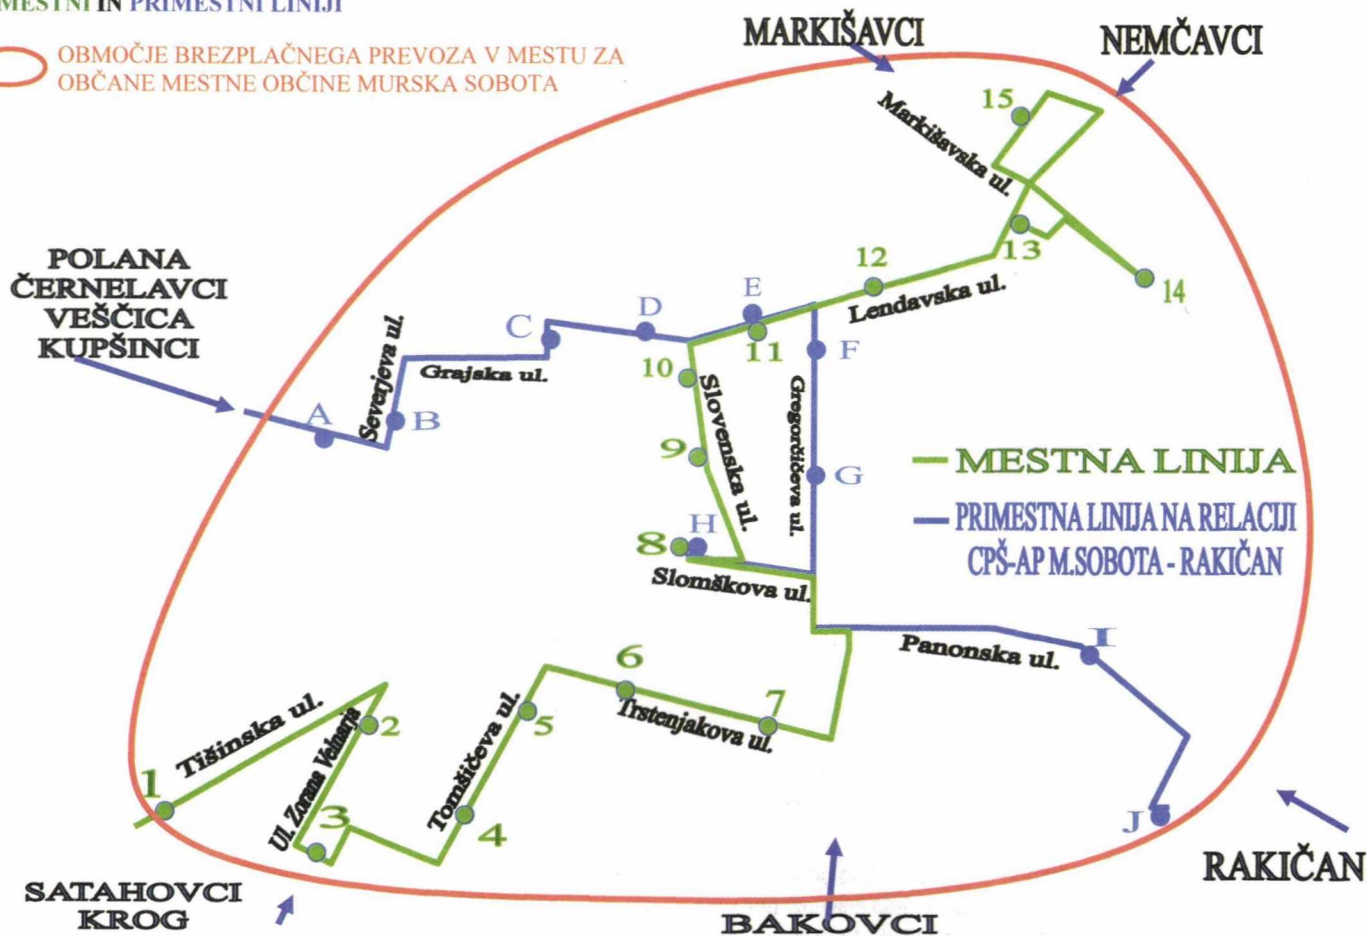 MESTNI IN PRIMESTNI LINIJI
OBMOČJE BREZPLAČNEGA PREVOZA V MESTU ZA
OBČANE MESTNE OBČINE MURSKA SOBOTA
MARKIŠAVCI
NEMČAVCI
15
Markišavska ul.
13
14
12
Lendavska ul.
POLANA
ČERNELAVCI
VEŠČICA
KUPŠINCI
A
Severjeva ul.
B
Grajska ul.
C
D
E
11
F
10
Slovenska ul.
9
Gregorčičeva ul.
G
H
8
Slomškova ul.
MESTNA LINIJA
PRIMESTNA LINIJA NA RELACIJI
CPŠ-AP M.SOBOTA - RAKIČAN
Panonska ul.
I
J
6
7
Trstenjakova ul.
5
Tomšičeva ul.
4
Tišinska ul.
1
2
Ul. Zorana Velnarja
3
SATAHOVCI
KROG
BAKOVCI
RAKIČAN